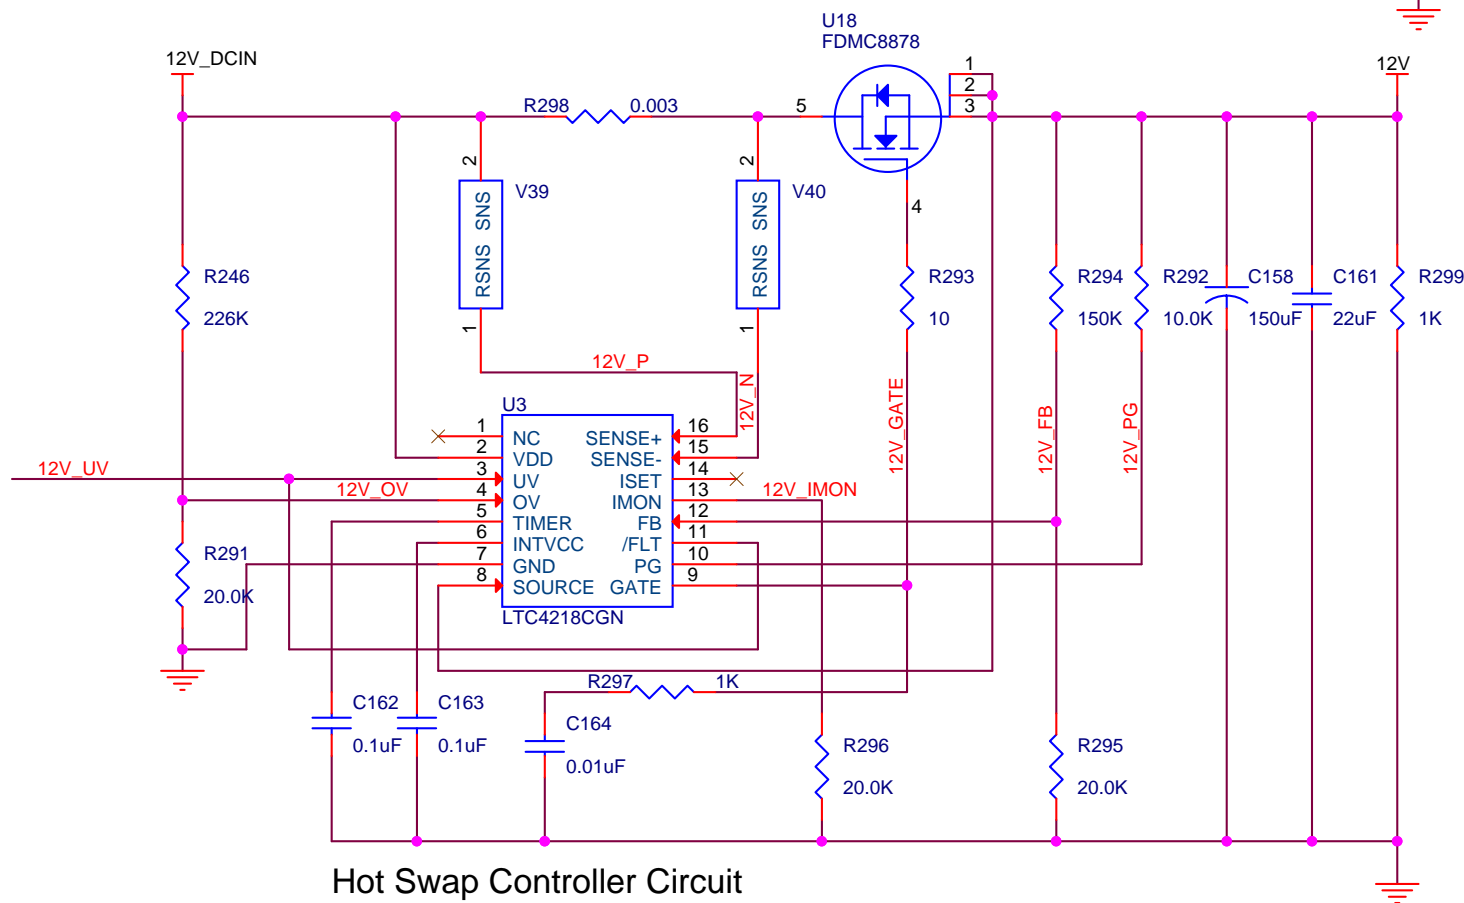 U18
FDMC8878
12V_DCIN
12V
1
2
3
R298 0.003
5
2
2
V39
V40
RSNS SNS
RSNS SNS
4
1
1
R246
226K
R293
10
R294
150K
R292
10.0K
C158
150uF
C161
22uF
R299
1K
12V_P
12V_N
12V_GATE
12V_FB
12V_PG
U3
1 NC SENSE+ 16
2 VDD SENSE- 15
3 UV ISET 14
4 OV IMON 13
5 TIMER FB 12
6 INTVCC /FLT 11
7 GND PG 10
8 SOURCE GATE 9
LTC4218CGN
12V_UV
12V_OV
12V_IMON
R291
20.0K
R297 1K
C162
0.1uF
C163
0.1uF
C164
0.01uF
R296
20.0K
R295
20.0K
Hot Swap Controller Circuit